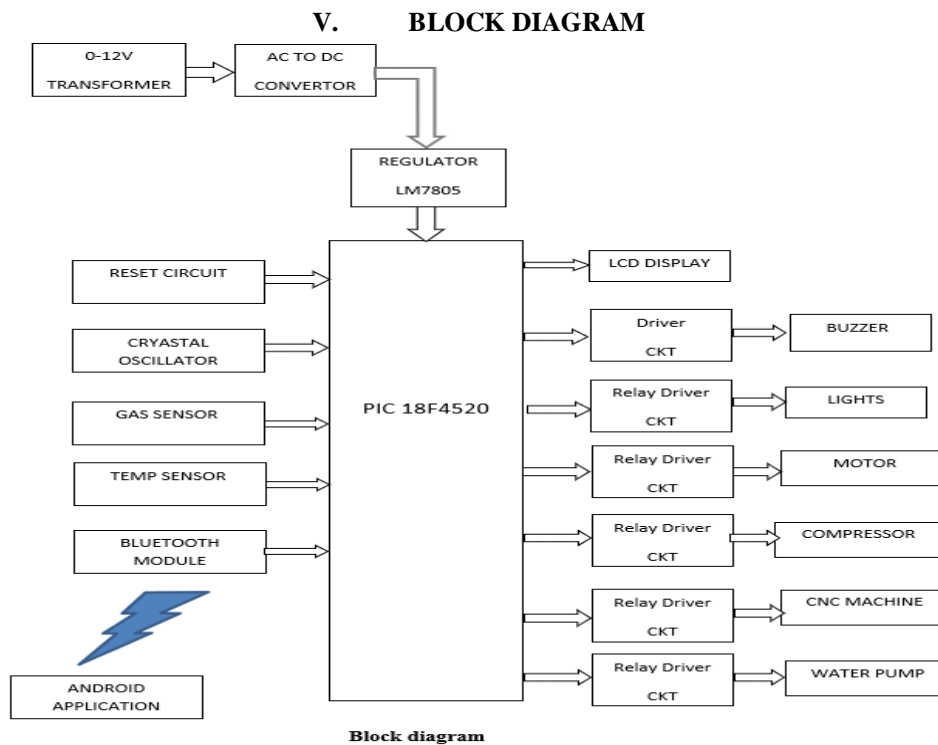 V. BLOCK DIAGRAM
0-12V
TRANSFORMER
AC TO DC
CONVERTOR
REGULATOR
LM7805
RESET CIRCUIT
CRYASTAL
OSCILLATOR
GAS SENSOR
TEMP SENSOR
BLUETOOTH
MODULE
ANDROID
APPLICATION
PIC 18F4520
LCD DISPLAY
Driver
CKT
BUZZER
Relay Driver
CKT
LIGHTS
Relay Driver
CKT
MOTOR
Relay Driver
CKT
COMPRESSOR
Relay Driver
CKT
CNC MACHINE
Relay Driver
CKT
WATER PUMP
Block diagram